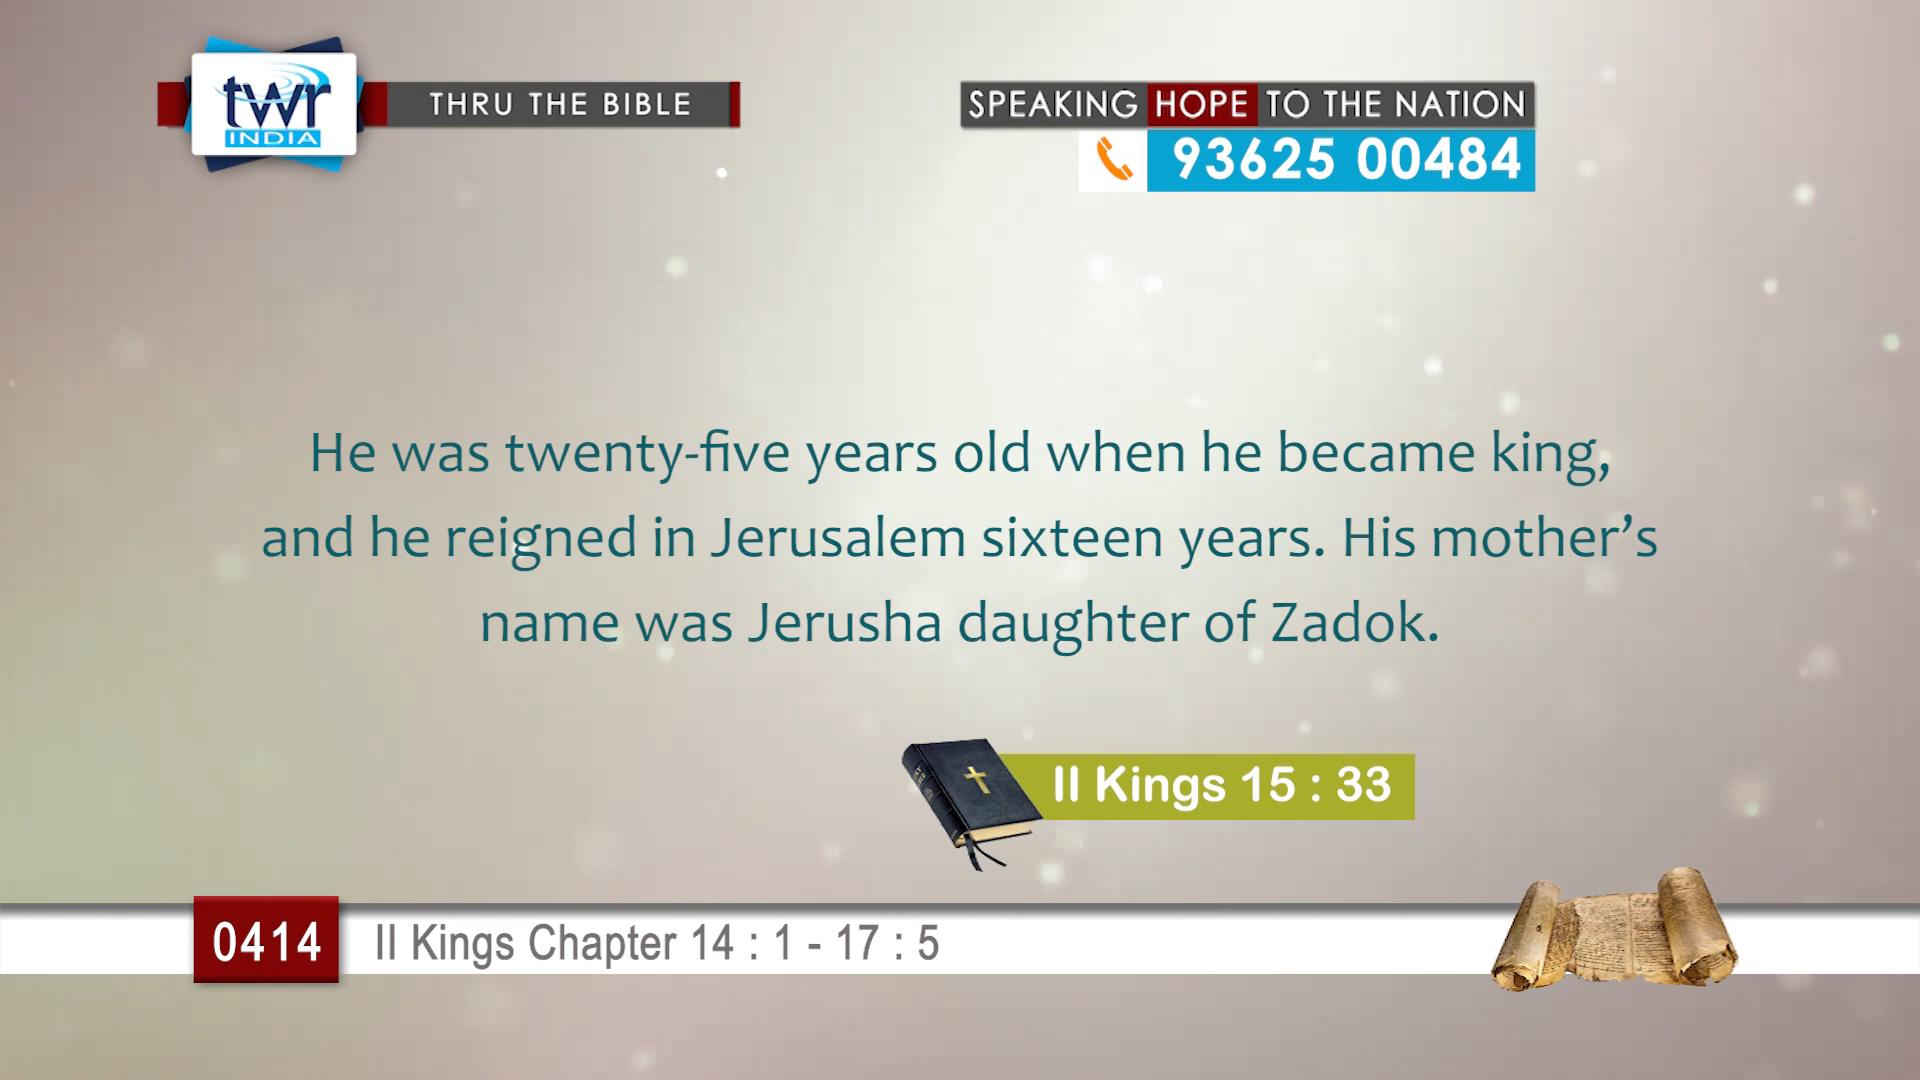 twr
INDIA
THRU THE BIBLE
SPEAKING HOPE TO THE NATION
93625 00484
He was twenty-five years old when he became king,
and he reigned in Jerusalem sixteen years. His mother’s
name was Jerusha daughter of Zadok.
II Kings 15 : 33
0414
II Kings Chapter 14 : 1 - 17 : 5